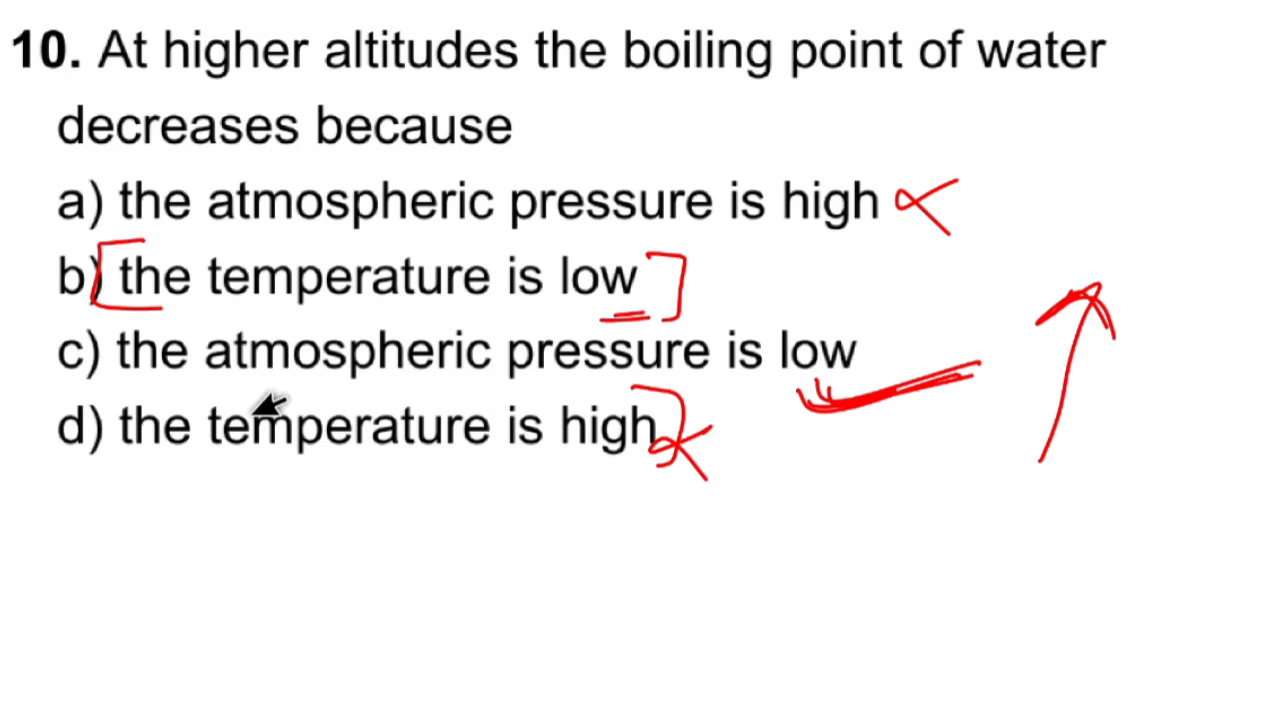 10. At higher altitudes the boiling point of water
decreases because
a) the atmospheric pressure is high
b) the temperature is low
c) the atmospheric pressure is low
d) the temperature is high